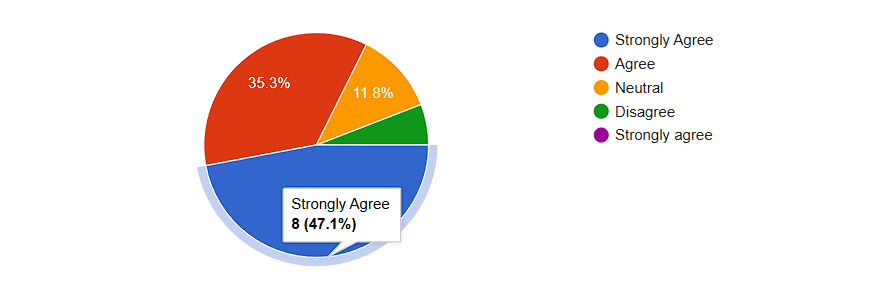 35.3%
11.8%
Strongly Agree
8 (47.1%)
Strongly Agree
Agree
Neutral
Disagree
Strongly agree